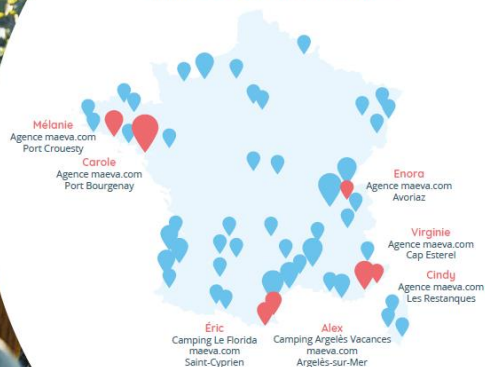 Mélanie
Agence maeva.com
Port Crouesty
Carole
Agence maeva.com
Port Bourgenay
Enora
Agence maeva.com
Avoriaz
Virginie
Agence maeva.com
Cap Esterel
Cindy
Agence maeva.com
Les Restanques
Éric
Camping Le Florida
maeva.com
Saint-Cyprien
Alex
Camping Argelès Vacances
maeva.com
Argelès-sur-Mer